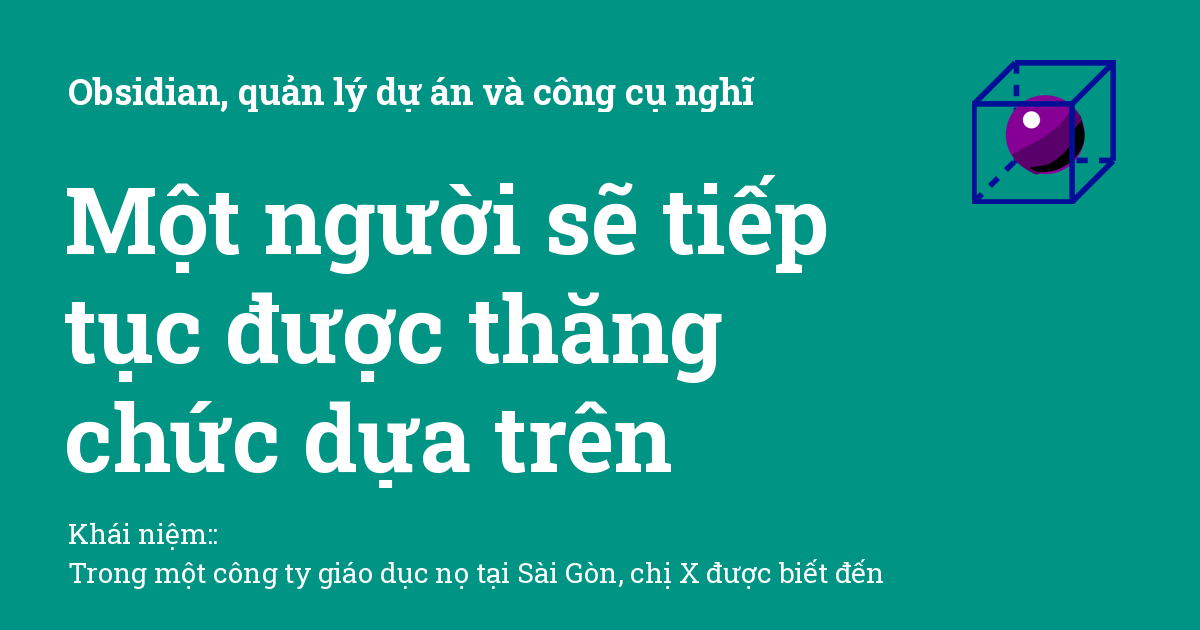 Obsidian, quản lý dự án và công cụ nghĩ
Một người sẽ tiếp
tục được thăng
chức dựa trên
Khái niệm::
Trong một công ty giáo dục nọ tại Sài Gòn, chị X được biết đến